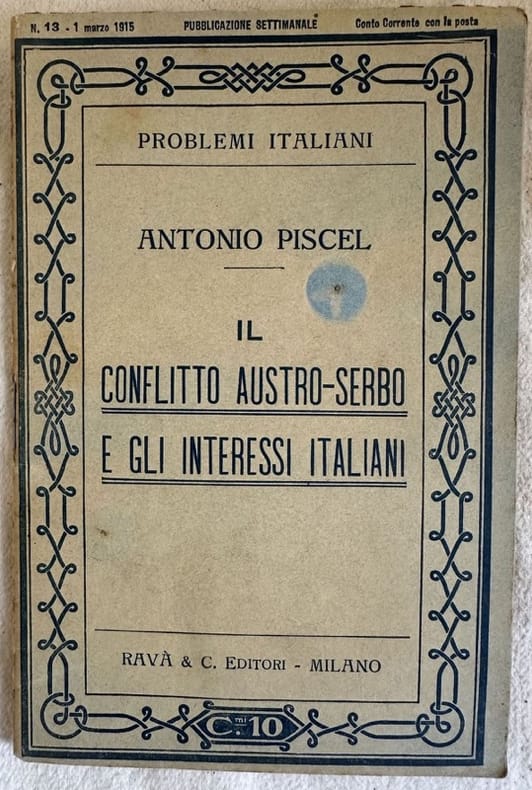 N. 13 - 1 marzo 1915 PUBBLICAZIONE SETTIMANALE Conto Corrente con la posta
PROBLEMI ITALIANI
ANTONIO PISCEL
IL
CONFLITTO AUSTRO-SERBO
E GLI INTERESSI ITALIANI
RAVÀ & C. EDITORI - MILANO
C.mi 10